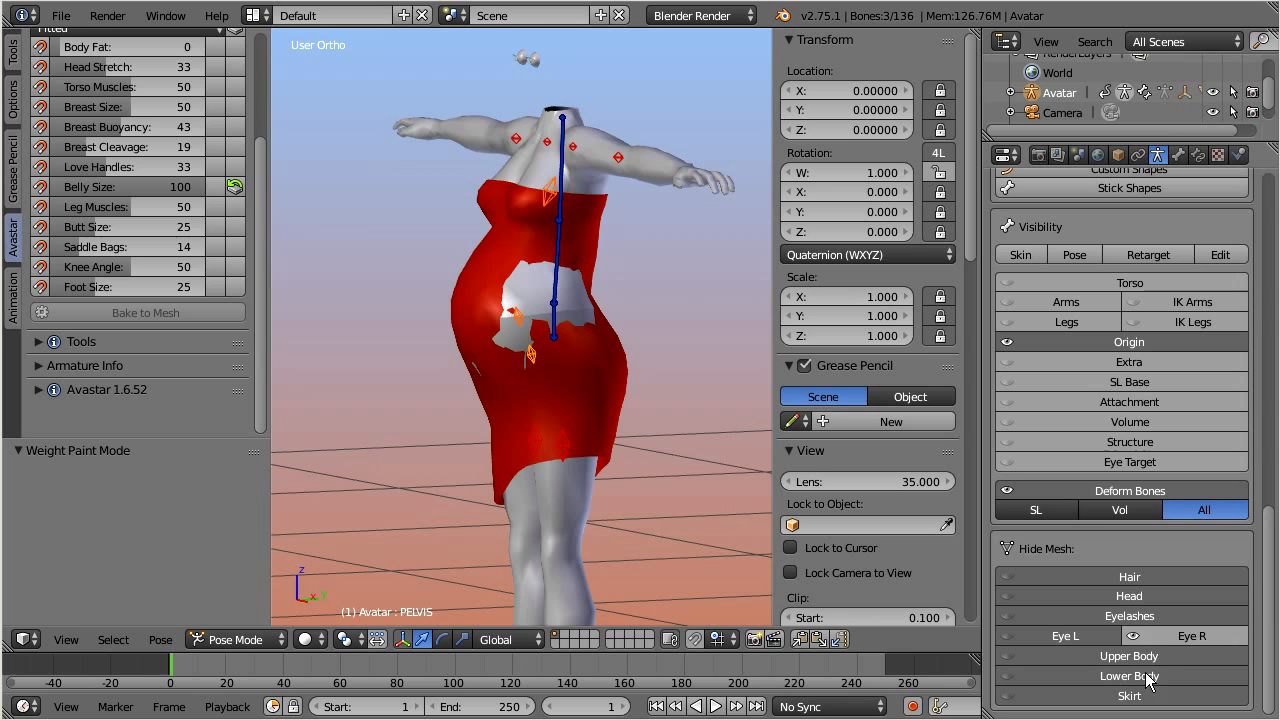 File Render Window Help Default Scene Blender Render v2.75.1 | Bones:3/136 | Mem:126.76M | Avatar
Tools
Options
Grease Pencil
Avastar
Animation
Fitted
Body Fat: 0
Head Stretch: 33
Torso Muscles: 50
Breast Size: 50
Breast Buoyancy: 43
Breast Cleavage: 19
Love Handles: 33
Belly Size: 100
Leg Muscles: 50
Butt Size: 25
Saddle Bags: 14
Knee Angle: 50
Foot Size: 25
Bake to Mesh
Tools
Armature Info
Avastar 1.6.52
Weight Paint Mode
User Ortho
z
x
Y
(1) Avatar : PELVIS
Transform
Location:
X: 0.00000
Y: 0.00000
Z: 0.00000
Rotation:
4L
W: 1.000
X: 0.000
Y: 0.000
Z: 0.000
Quaternion (WXYZ)
Scale:
X: 1.000
Y: 1.000
Z: 1.000
Grease Pencil
Scene Object
New
View
Lens: 35.000
Lock to Object:
Lock to Cursor
Lock Camera to View
Clip:
Start: 0.100
View Search All Scenes
RenderLayers
World
Avatar
Camera
Custom Shapes
Stick Shapes
Visibility
Skin Pose Retarget Edit
Torso
Arms IK Arms
Legs IK Legs
Origin
Extra
SL Base
Attachment
Volume
Structure
Eye Target
Deform Bones
SL Vol All
Hide Mesh:
Hair
Head
Eyelashes
Eye L Eye R
Upper Body
Lower Body
Skirt
View Select Pose Pose Mode Global
-40 -20 0 20 40 60 80 100 120 140 160 180 200 220 240 260
View Marker Frame Playback Start: 1 End: 250 1 No Sync